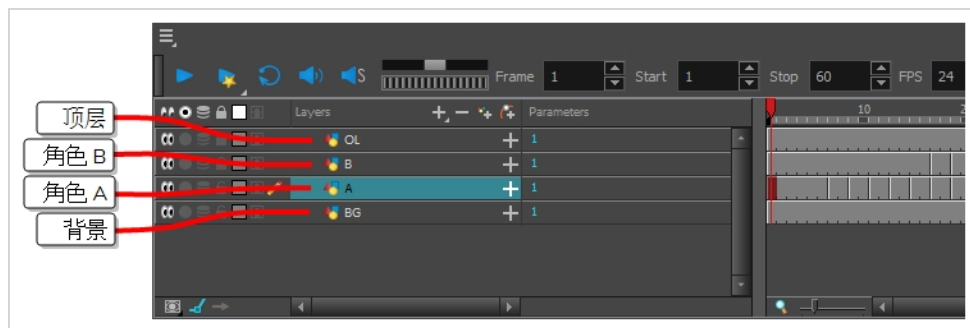 Frame 1 Start 1 Stop 60 FPS 24
Layers Parameters 10
顶层 OL 1
角色 B B 1
角色 A A 1
背景 BG 1